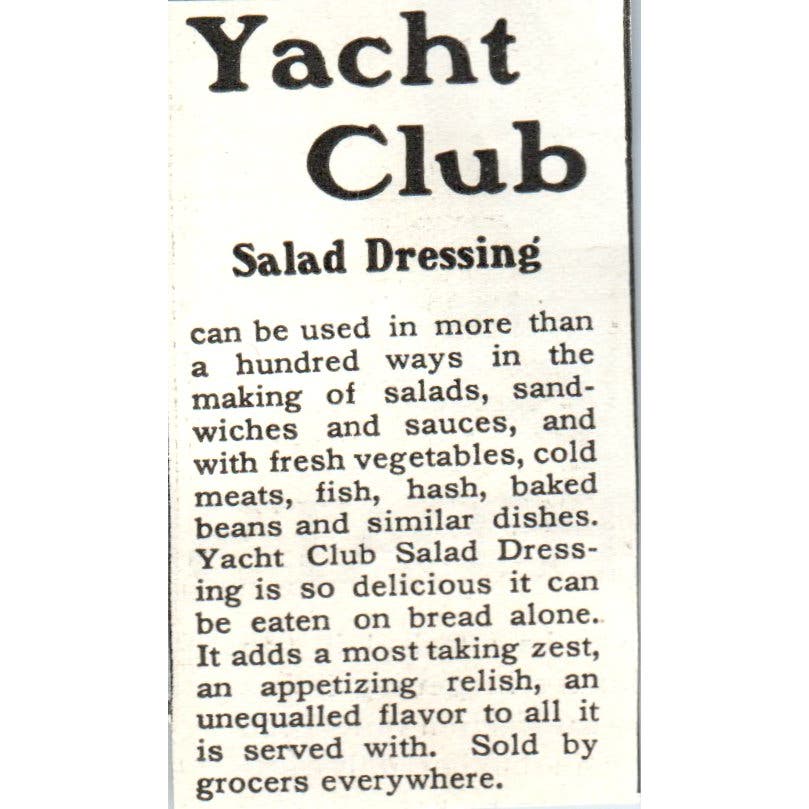 Yacht
Club
Salad Dressing
can be used in more than
a hundred ways in the
making of salads, sand-
wiches and sauces, and
with fresh vegetables, cold
meats, fish, hash, baked
beans and similar dishes.
Yacht Club Salad Dress-
ing is so delicious it can
be eaten on bread alone.
It adds a most taking zest,
an appetizing relish, an
unequalled flavor to all it
is served with. Sold by
grocers everywhere.